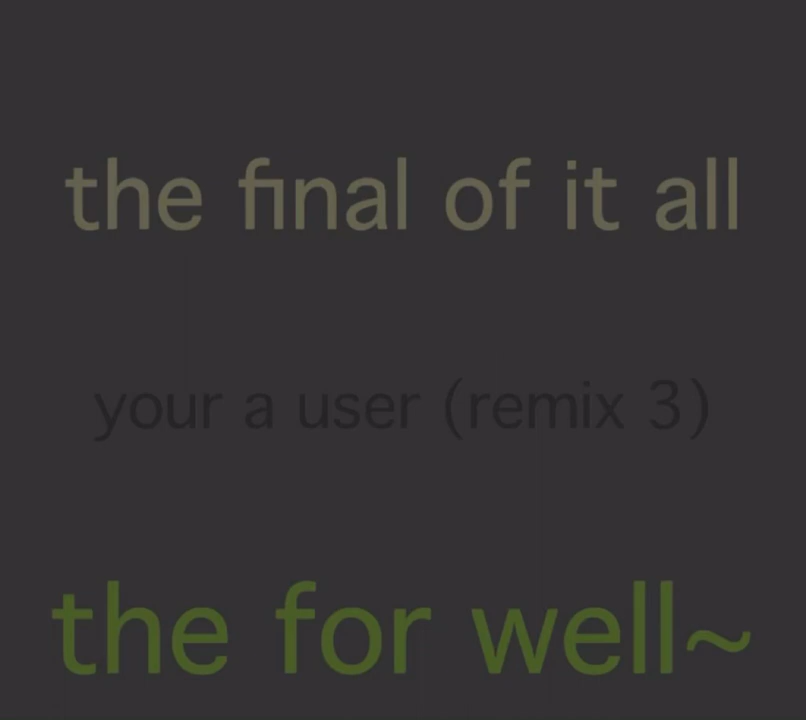 the final of it all
your a user (remix 3)
the for well~